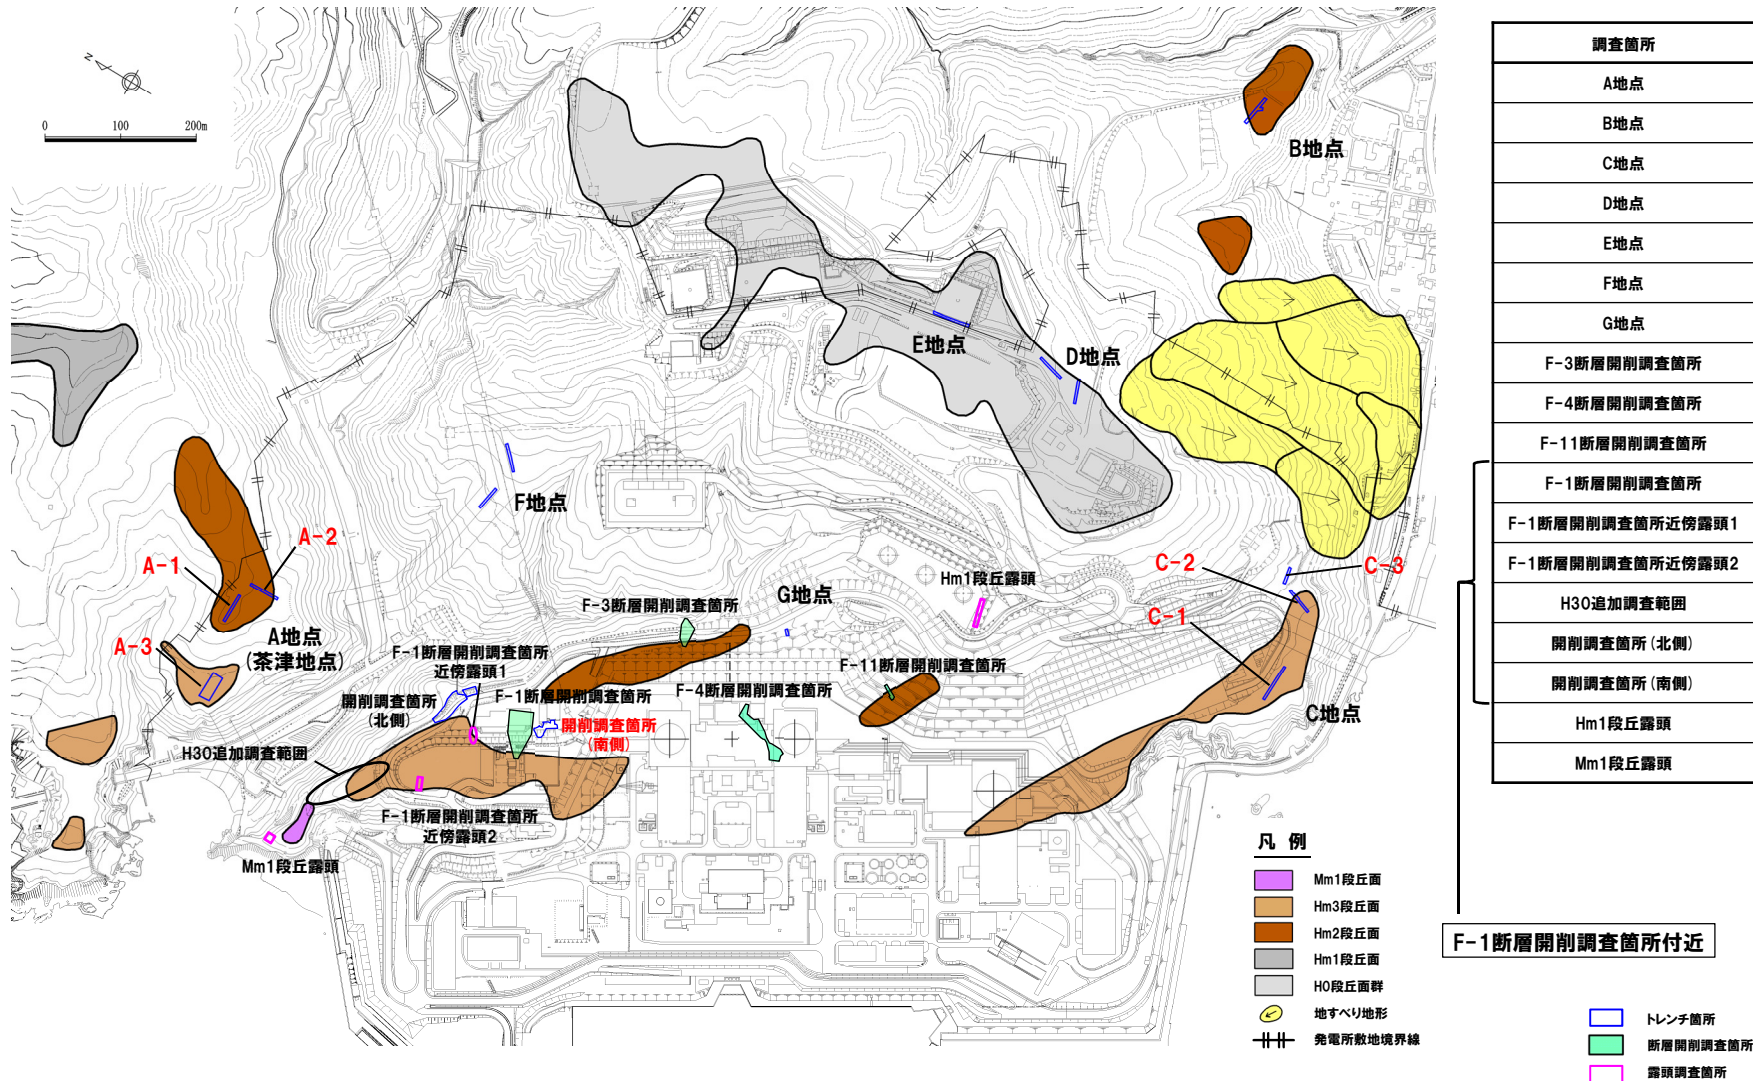 N
0 100 200m
B地点
E地点
D地点
F地点
A-2
A-1
A地点
(茶津地点)
A-3
C-2
C-3
C-1
C地点
Hm1段丘露頭
G地点
F-3断層開削調査箇所
F-1断層開削調査箇所
近傍露頭1
F-11断層開削調査箇所
F-1断層開削調査箇所
F-4断層開削調査箇所
開削調査箇所
(北側)
開削調査箇所
(南側)
H30追加調査範囲
F-1断層開削調査箇所
近傍露頭2
Mm1段丘露頭
凡 例
Mm1段丘面
Hm3段丘面
Hm2段丘面
Hm1段丘面
H0段丘面群
地すべり地形
発電所敷地境界線
調査箇所
A地点
B地点
C地点
D地点
E地点
F地点
G地点
F-3断層開削調査箇所
F-4断層開削調査箇所
F-11断層開削調査箇所
F-1断層開削調査箇所
F-1断層開削調査箇所近傍露頭1
F-1断層開削調査箇所近傍露頭2
H30追加調査範囲
開削調査箇所(北側)
開削調査箇所(南側)
Hm1段丘露頭
Mm1段丘露頭
F-1断層開削調査箇所付近
トレンチ箇所
断層開削調査箇所
露頭調査箇所